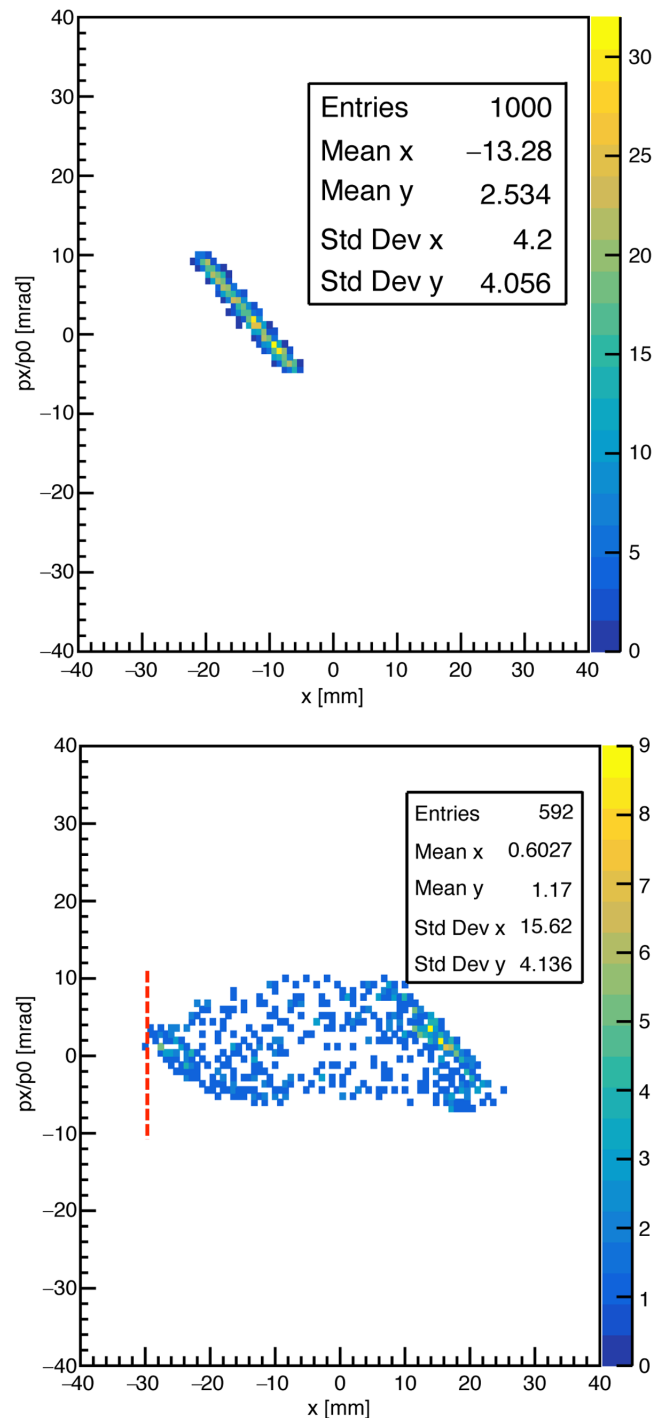 40
30
20
10
0
−10
−20
−30
−40
px/p0 [mrad]
Entries 1000
Mean x −13.28
Mean y 2.534
Std Dev x 4.2
Std Dev y 4.056
30
25
20
15
10
5
0
−40 −30 −20 −10 0 10 20 30 40
x [mm]
40
30
20
10
0
−10
−20
−30
−40
px/p0 [mrad]
Entries 592
Mean x 0.6027
Mean y 1.17
Std Dev x 15.62
Std Dev y 4.136
9
8
7
6
5
4
3
2
1
0
−40 −30 −20 −10 0 10 20 30 40
x [mm]